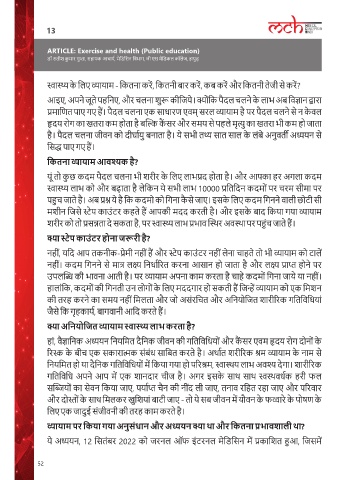 13
mch
ARTICLE: Exercise and health (Public education)
स्वास्थ्य के लिए व्यायाम - कितना करें, कितनी बार करें, कब करें और कितनी तेजी से करें?
आइए, अपने जूते पहनिए, और चलना शुरू कीजिये। क्योंकि पैदल चलने के लाभ अब विज्ञान द्वारा
प्रमाणित पाए गए हैं। पैदल चलना एक साधारण एवम् सरल व्यायाम है पर पैदल चलने से न केवल
हृदय रोग का खतरा कम होता है बल्कि कैंसर और समय से पहले मृत्यु का खतरा भी कम हो जाता
है। पैदल चलना जीवन को दीर्घायु बनाता है। ये सभी तथ्य सात साल के लंबे अनुवर्ती अध्ययन से
सिद्ध पाए गए हैं।
कितना व्यायाम आवश्यक है?
यूं तो कुछ कदम पैदल चलना भी शरीर के लिए लाभप्रद होता है। और आपका हर अगला कदम
स्वास्थ्य लाभ को और बढ़ाता है लेकिन ये सभी लाभ 10000 प्रतिदिन कदमों पर चरम सीमा पर
पहुंच जाते है। अब प्रश्न ये है कि कदमो को गिना कैसे जाए। इसके लिए कदम गिनने वाली छोटी सी
मशीन जिसे स्टेप काउंटर कहते हैं आपकी मदद करती है। और इसके बाद किया गया व्यायाम
शरीर को तो प्रसन्नता दे सकता है, पर स्वास्थ्य लाभ प्रभाव स्थिर अवस्था पर पहुंच जाते हैं।
क्या स्टेप काउंटर होना जरूरी है?
नहीं, यदि आप तकनीक-प्रेमी नहीं हैं और स्टेप काउंटर नहीं लेना चाहते तो भी व्यायाम को टालें
नहीं। कदम गिनने से मात्र लक्ष्य निर्धारित करना आसान हो जाता है और लक्ष्य प्राप्त होने पर
उपलब्धि की भावना आती है। पर व्यायाम अपना काम करता है चाहे कदमों गिना जाये या नहीं।
हालांकि, कदमों की गिनती उन लोगों के लिए मददगार हो सकती हैं जिन्हें व्यायाम को एक मिशन
की तरह करने का समय नहीं मिलता और जो असंरचित और अनियोजित शारीरिक गतिविधियां
जैसे कि गृहकार्य, बागवानी आदि करते हैं।
क्या अनियोजित व्यायाम स्वास्थ्य लाभ करता है?
हां, वैज्ञानिक अध्ययन नियमित दैनिक जीवन की गतिविधियों और कैंसर एवम हृदय रोग दोनों के
रिस्क के बीच एक सकारात्मक संबंध साबित करते है। अर्थात शारीरिक श्रम व्यायाम के नाम से
नियमित हो या दैनिक गतिविधियों में किया गया हो परिश्रम, स्वास्थप लाभ अवश्य देगा। शारीरिक
गतिविधि अपने आप में एक शानदार चीज है। अगर इसके साथ साथ स्वस्थवर्धक हरी फल
सब्जियों का सेवन किया जाए, पर्याप्त चैन की नींद ली जाए, तनाव रहित रहा जाए और परिवार
और दोस्तों के साथ मिलकर खुशियां बाटी जाए - तो ये सब जीवन में यौवन के फव्वारे के पोषण के
लिए एक जादुई संजीवनी की तरह काम करते है।
व्यायाम पर किया गया अनुसंधान और अध्ययन क्या था और कितना प्रभावशाली था?
ये अध्ययन, 12 सितंबर 2022 को जरनल ऑफ इंटरनल मेडिसिन में प्रकाशित हुआ, जिसमें
52